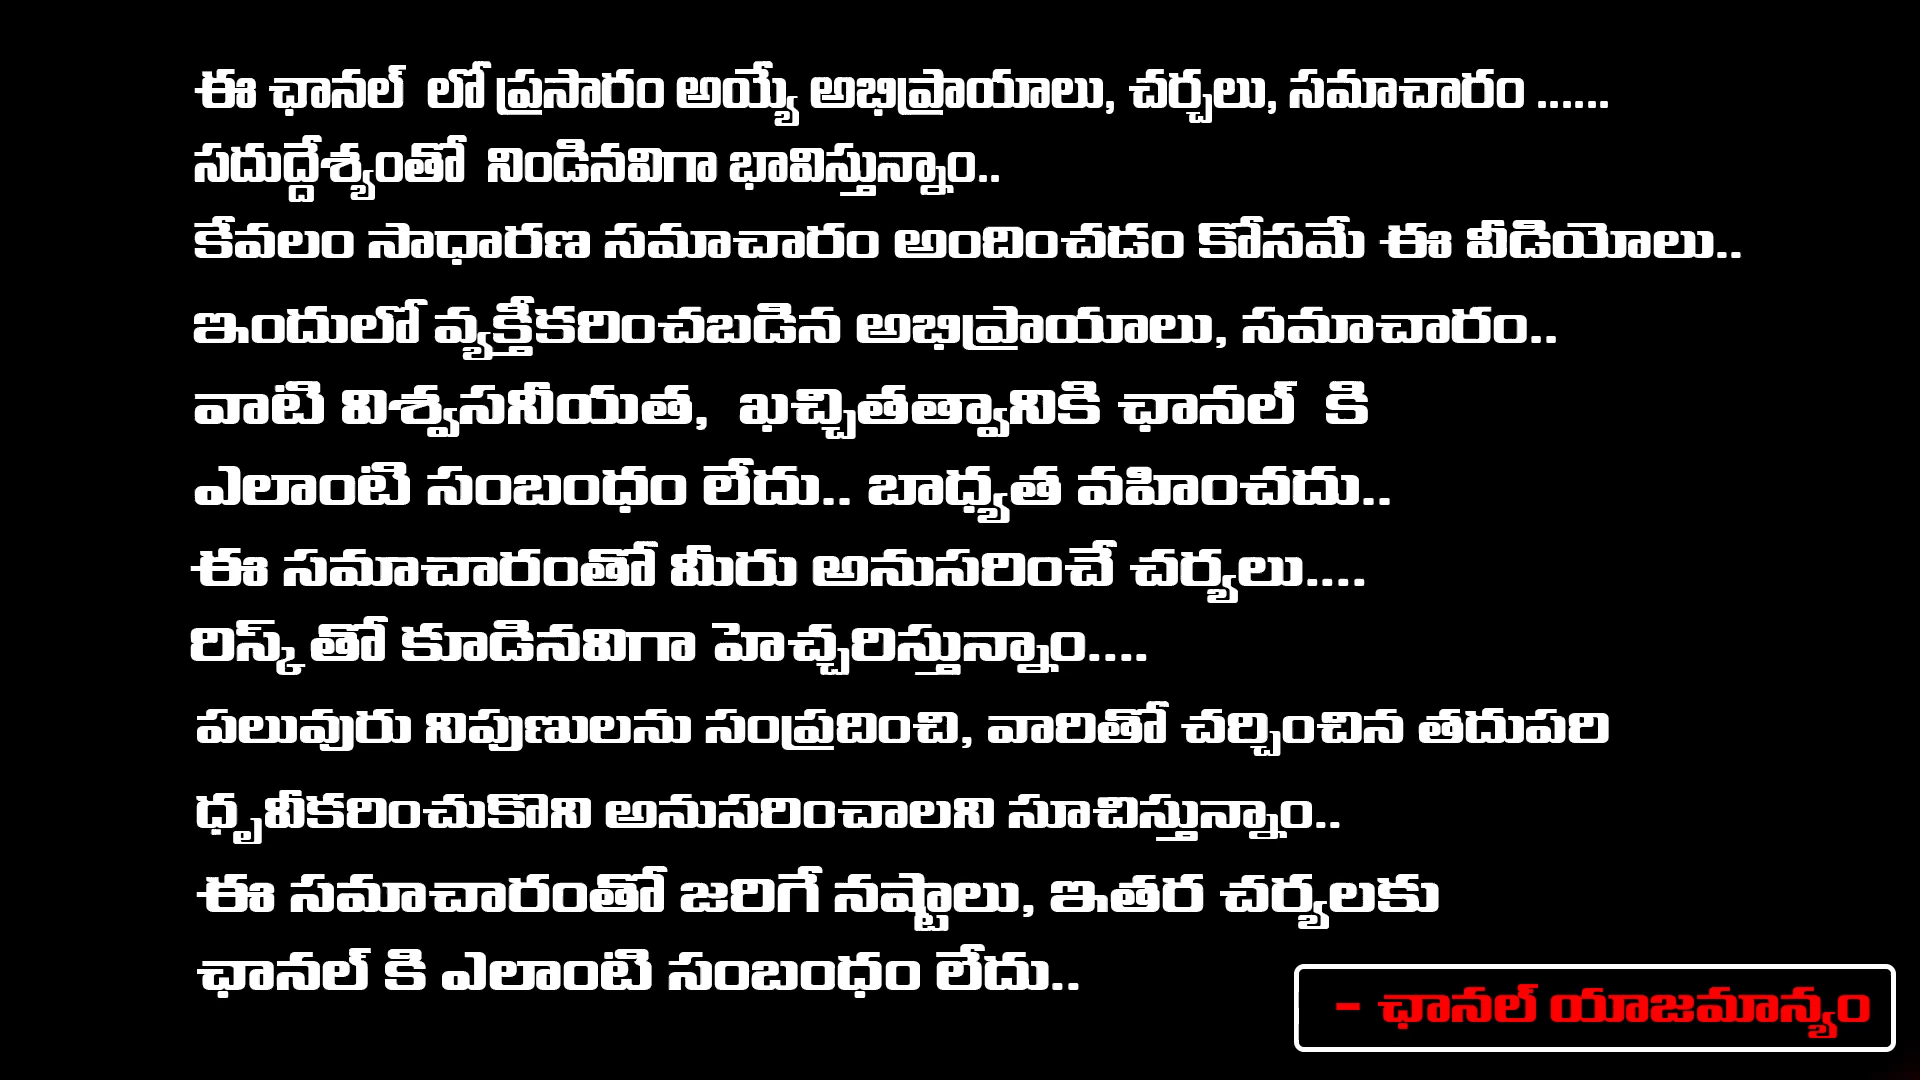 ఈ ఛానల్ లో ప్రసారం అయ్యే అభిప్రాయాలు, చర్చలు, సమాచారం ......
సదుద్దేశ్యంతో నిండినవిగా భావిస్తున్నాం..
కేవలం సాధారణ సమాచారం అందించడం కోసమే ఈ వీడియోలు..
ఇందులో వ్యక్తీకరించబడిన అభిప్రాయాలు, సమాచారం..
వాటి విశ్వసనీయత, ఖచ్చితత్వానికి ఛానల్ కి
ఎలాంటి సంబంధం లేదు.. బాధ్యత వహించదు..
ఈ సమాచారంతో మీరు అనుసరించే చర్యలు....
రిస్క్ తో కూడినవిగా హెచ్చరిస్తున్నాం....
పలువురు నిపుణులను సంప్రదించి, వారితో చర్చించిన తదుపరి
ధృవీకరించుకొని అనుసరించాలని సూచిస్తున్నాం..
ఈ సమాచారంతో జరిగే నష్టాలు, ఇతర చర్యలకు
ఛానల్ కి ఎలాంటి సంబంధం లేదు..
- ఛానల్ యాజమాన్యం